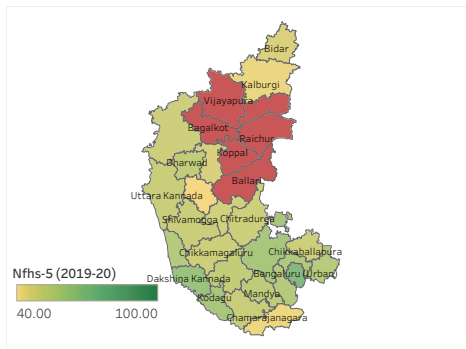 Bidar
Kalburgi
Vijayapura
Bagalkot
Raichur
Koppal
Dharwad
Ballari
Uttara Kannada
Shivamogga
Chitradurga
Chikkamagaluru
Chikkaballapura
Nfhs-5 (2019-20)
Dakshina Kannada
Bengaluru Urban
Mandya
Kodagu
40.00
100.00
Chamarajanagara